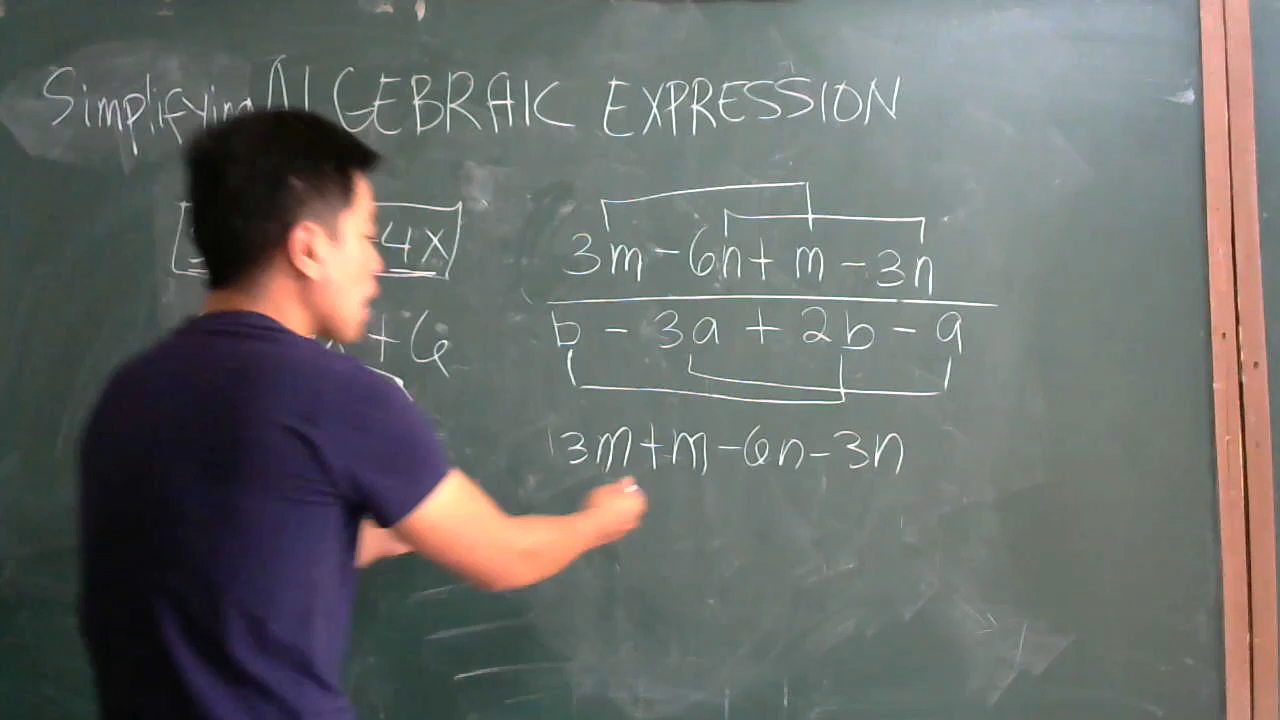 Simplifying ALGEBRAIC EXPRESSION
-4x
3m - 6n + m - 3n
+ 6
b - 3a + 2b - a
3m + m - 6n - 3n